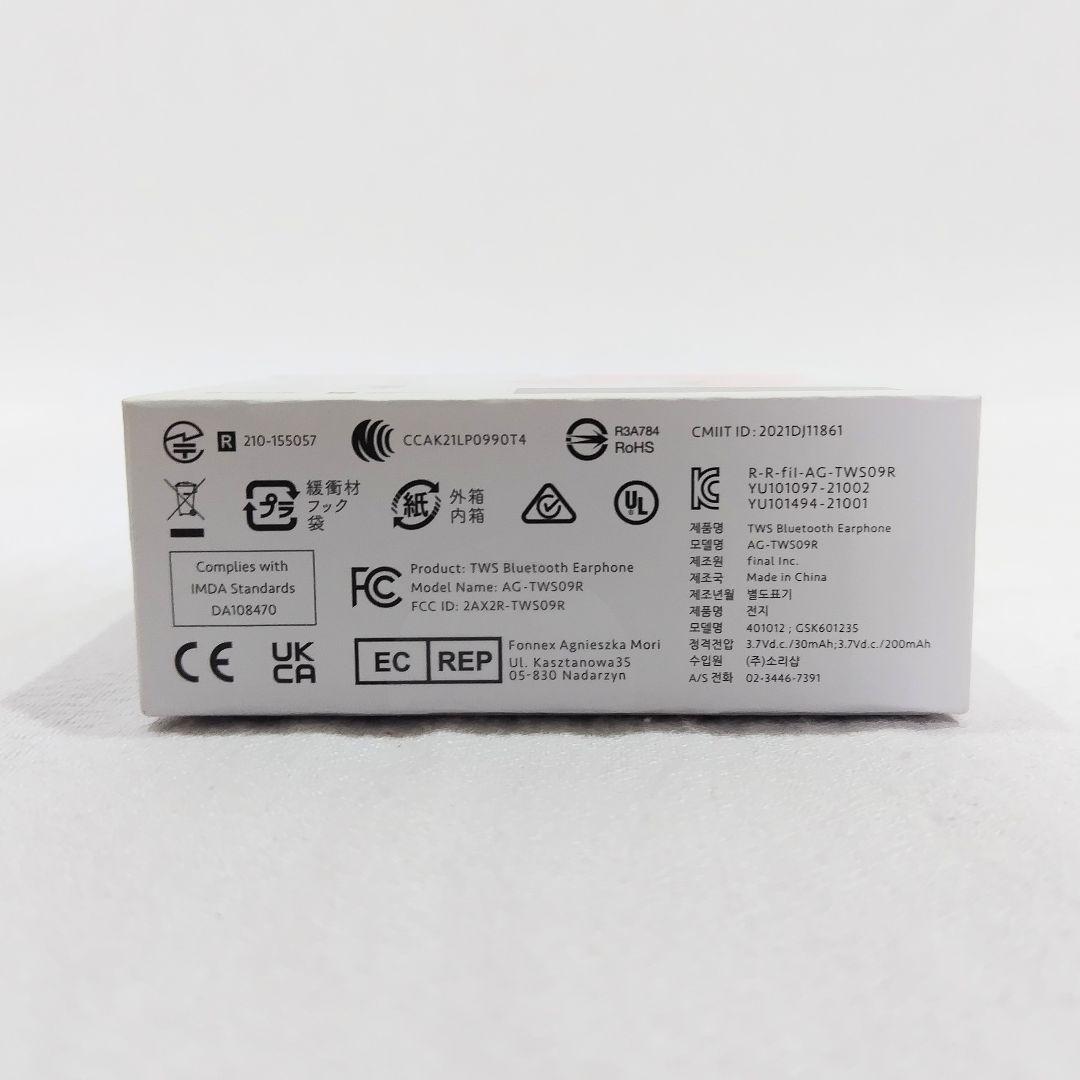 R 210-155057
CCAK21LP0990T4
R3A784
RoHS
CMIIT ID : 2021DJ11861
プラ
緩衝材
フック
袋
紙
外箱
内箱
UL
R-R-fil-AG-TWS09R
YU101097-21002
YU101494-21001
Complies with
IMDA Standards
DA108470
FC
Product: TWS Bluetooth Earphone
Model Name: AG-TWS09R
FCC ID: 2AX2R-TWS09R
CE
UK
CA
EC REP
Fonnex Agnieszka Mori
Ul. Kasztanowa35
05-830 Nadarzyn
제품명 TWS Bluetooth Earphone
모델명 AG-TWS09R
제조원 final Inc.
제조국 Made in China
제조년월 별도표기
제품명 전지
모델명 401012 ; GSK601235
정격전압 3.7Vd.c./30mAh;3.7Vd.c./200mAh
수입원 (주)소리샵
A/S 전화 02-3446-7391